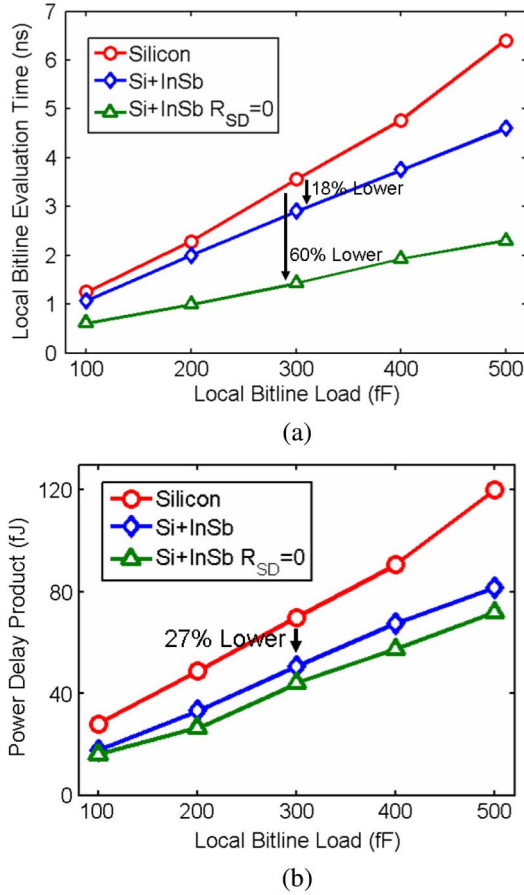 7
6
5
4
3
2
1
0
Local Bitline Evaluation Time (ns)
Silicon
Si+InSb
Si+InSb R_SD=0
18% Lower
60% Lower
100 200 300 400 500
Local Bitline Load (fF)
(a)
120
80
40
0
Power Delay Product (fJ)
Silicon
Si+InSb
Si+InSb R_SD=0
27% Lower
100 200 300 400 500
Local Bitline Load (fF)
(b)